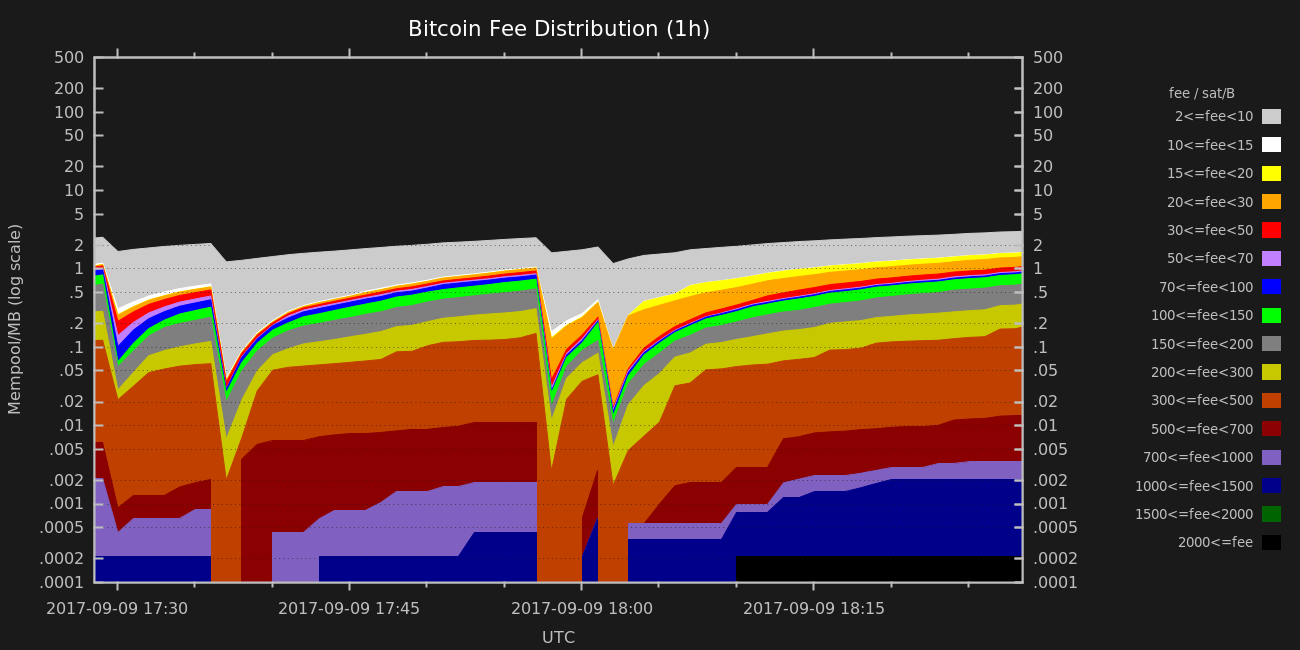 Bitcoin Fee Distribution (1h)
Mempool/MB (log scale)
500
200
100
50
20
10
5
2
1
.5
.2
.1
.05
.02
.01
.005
.002
.001
.0005
.0002
.0001
500
200
100
50
20
10
5
2
1
.5
.2
.1
.05
.02
.01
.005
.002
.001
.0005
.0002
.0001
2017-09-09 17:30
2017-09-09 17:45
2017-09-09 18:00
2017-09-09 18:15
UTC
fee / sat/B
2<=fee<10
10<=fee<15
15<=fee<20
20<=fee<30
30<=fee<50
50<=fee<70
70<=fee<100
100<=fee<150
150<=fee<200
200<=fee<300
300<=fee<500
500<=fee<700
700<=fee<1000
1000<=fee<1500
1500<=fee<2000
2000<=fee